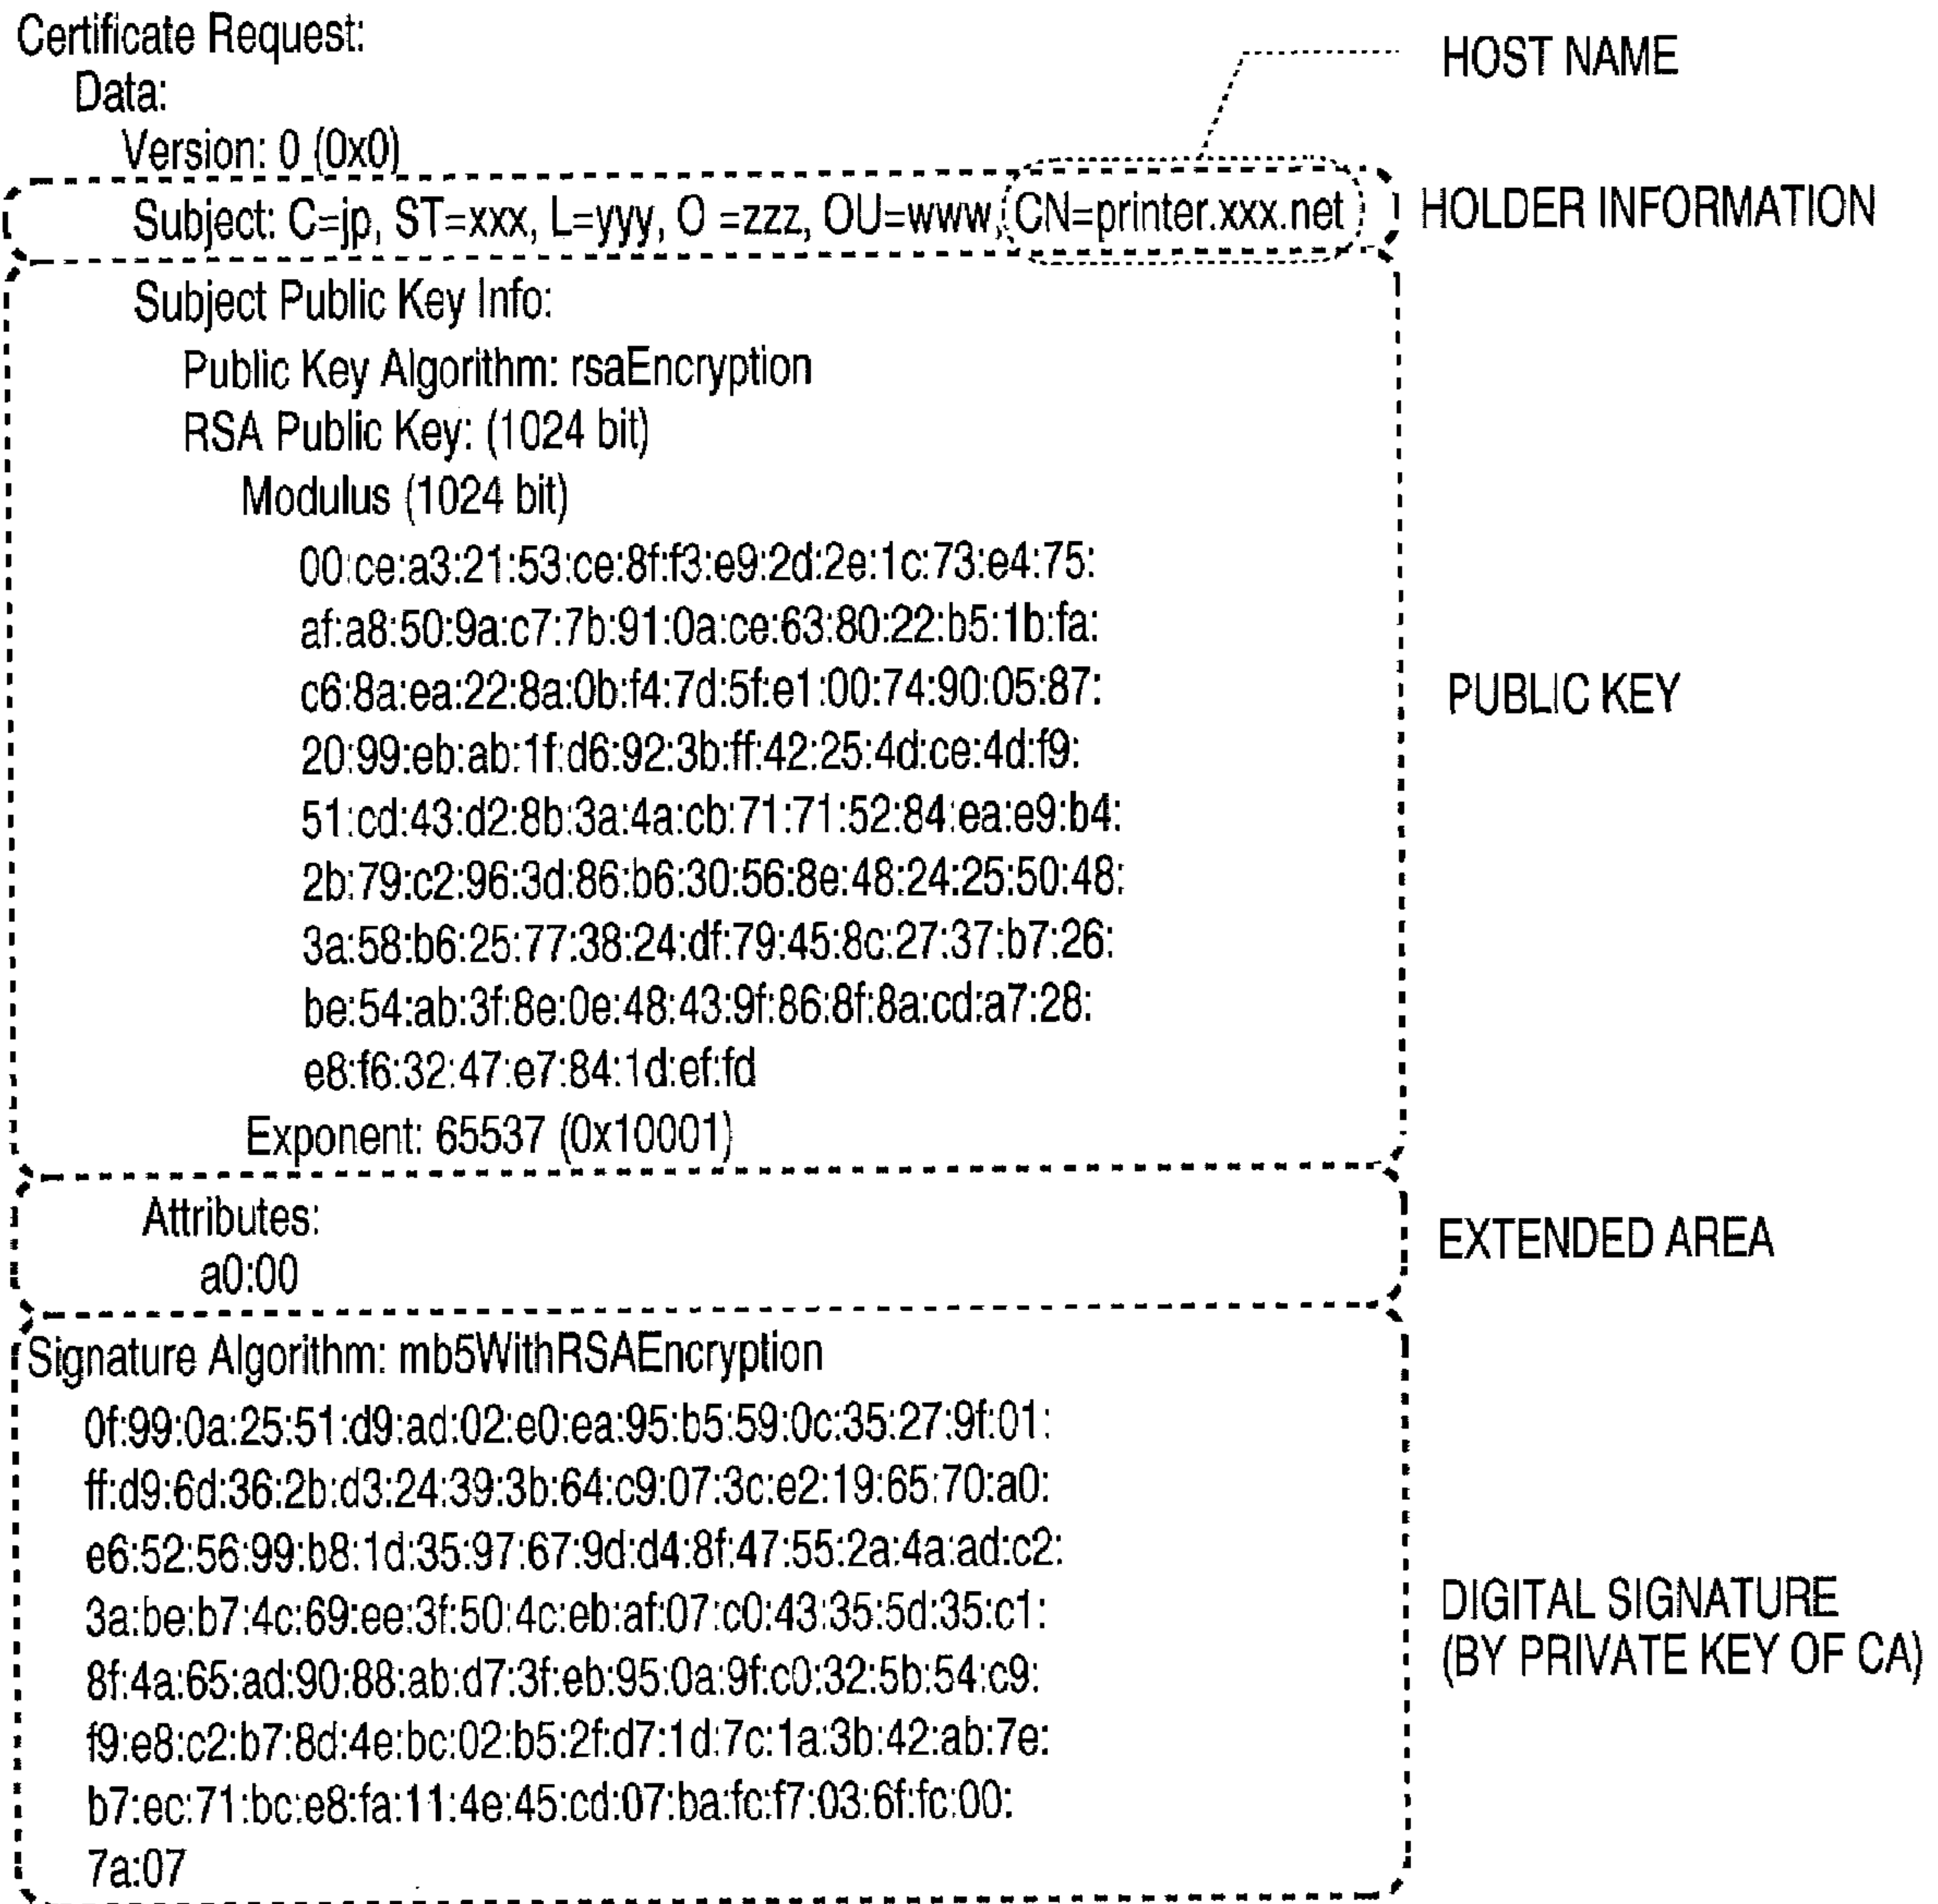 Certificate Request:
HOST NAME
Data:
Version: 0 (0x0)
Subject: C=jp, ST=xxx, L=yyy, O =zzz, OU=www, CN=printer.xxx.net
HOLDER INFORMATION
Subject Public Key Info:
Public Key Algorithm: rsaEncryption
RSA Public Key: (1024 bit)
Modulus (1024 bit)
00:ce:a3:21:53:ce:8f:f3:e9:2d:2e:1c:73:e4:75:
af:a8:50:9a:c7:7b:91:0a:ce:63:80:22:b5:1b:fa:
c6:8a:ea:22:8a:0b:f4:7d:5f:e1:00:74:90:05:87:
PUBLIC KEY
20:99:eb:ab:1f:d6:92:3b:ff:42:25:4d:ce:4d:f9:
51:cd:43:d2:8b:3a:4a:cb:71:71:52:84:ea:e9:b4:
2b:79:c2:96:3d:86:b6:30:56:8e:48:24:25:50:48:
3a:58:b6:25:77:38:24:df:79:45:8c:27:37:b7:26:
be:54:ab:3f:8e:0e:48:43:9f:86:8f:8a:cd:a7:28:
e8:f6:32:47:e7:84:1d:ef:fd
Exponent: 65537 (0x10001)
Attributes:
EXTENDED AREA
a0:00
Signature Algorithm: mb5WithRSAEncryption
0f:99:0a:25:51:d9:ad:02:e0:ea:95:b5:59:0c:35:27:9f:01:
ff:d9:6d:36:2b:d3:24:39:3b:64:c9:07:3c:e2:19:65:70:a0:
e6:52:56:99:b8:1d:35:97:67:9d:d4:8f:47:55:2a:4a:ad:c2:
3a:be:b7:4c:69:ee:3f:50:4c:eb:af:07:c0:43:35:5d:35:c1:
DIGITAL SIGNATURE
(BY PRIVATE KEY OF CA)
8f:4a:65:ad:90:88:ab:d7:3f:eb:95:0a:9f:c0:32:5b:54:c9:
f9:e8:c2:b7:8d:4e:bc:02:b5:2f:d7:1d:7c:1a:3b:42:ab:7e:
b7:ec:71:bc:e8:fa:11:4e:45:cd:07:ba:fc:f7:03:6f:fc:00:
7a:07